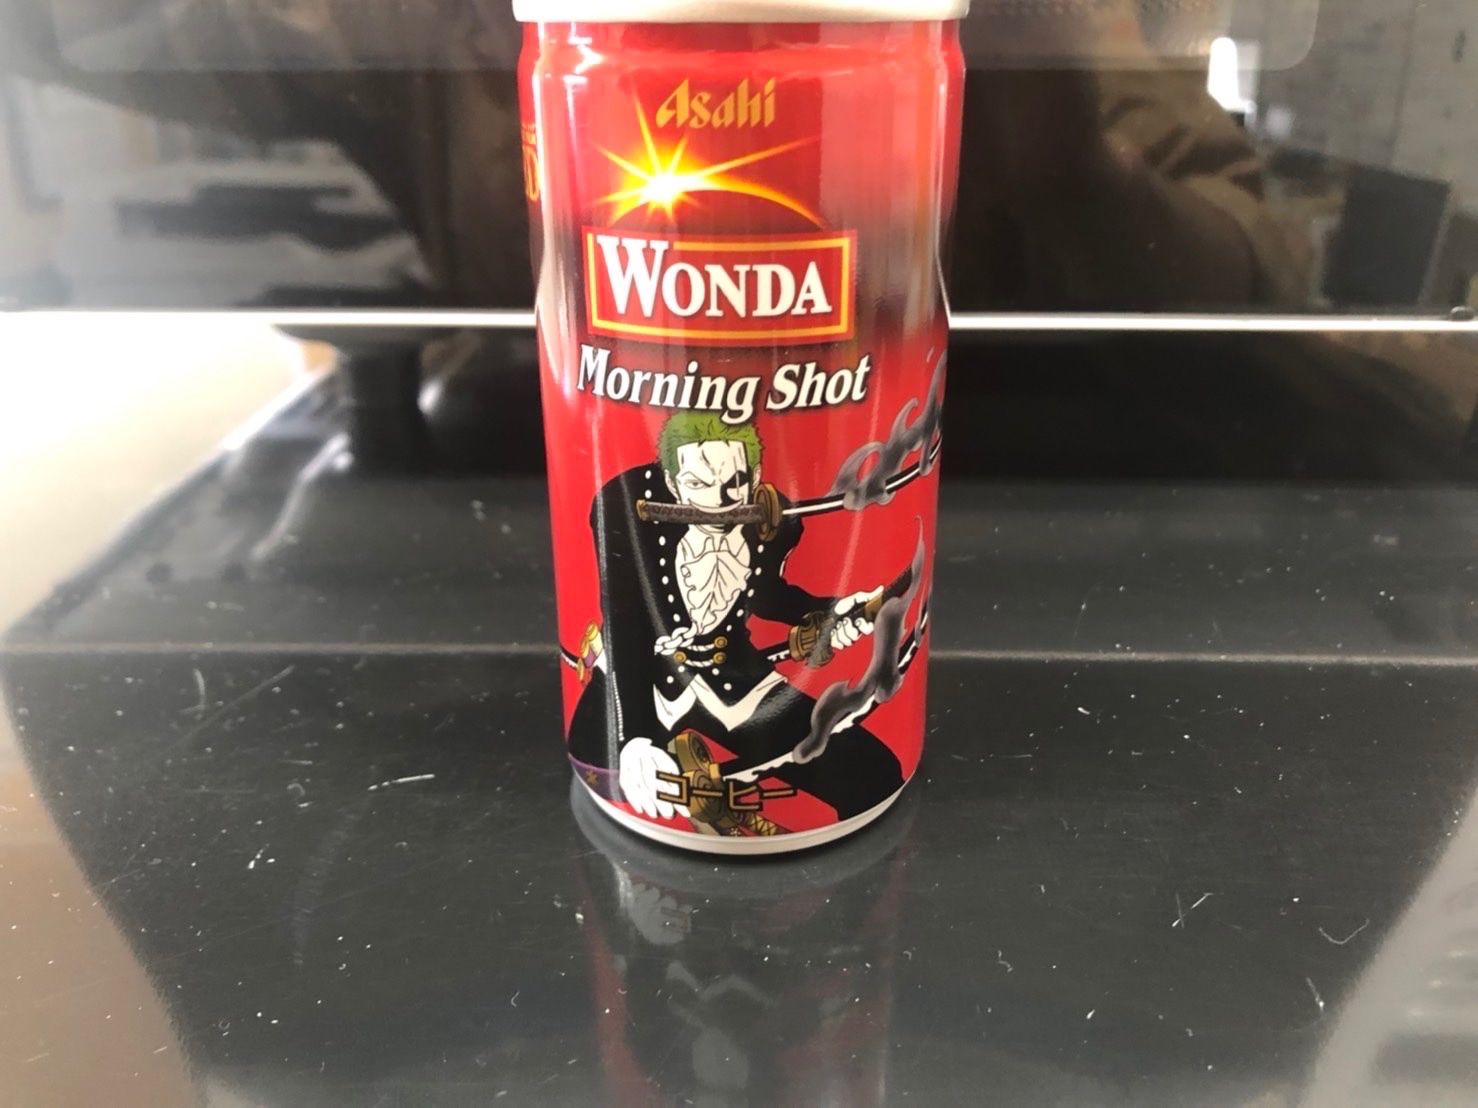 Asahi
WONDA
Morning Shot
コーヒー